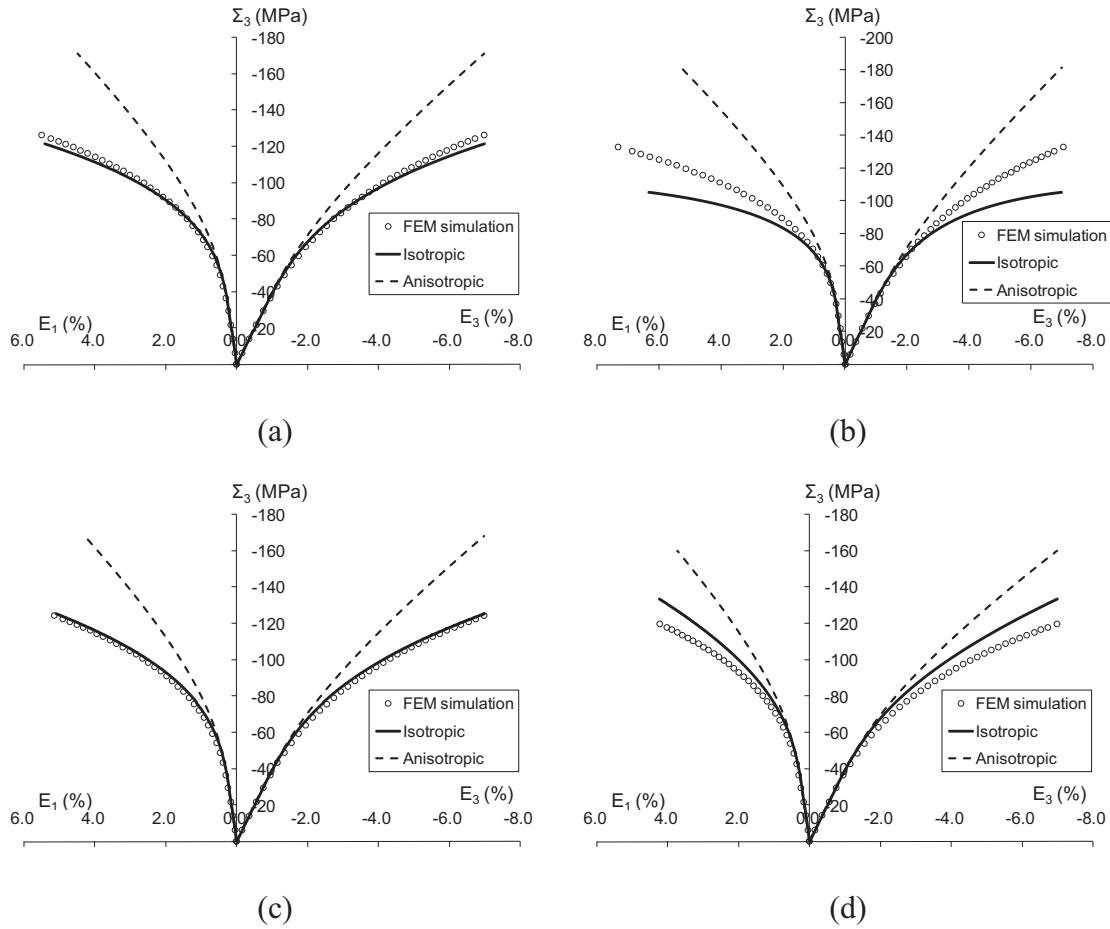 Σ3 (MPa)
-180
-160
-140
-120
-100
-80
-60
-40
-20
FEM simulation
Isotropic
Anisotropic
E1 (%)
E3 (%)
6.0 4.0 2.0 0.0 -2.0 -4.0 -6.0 -8.0
(a)
Σ3 (MPa)
-200
-180
-160
-140
-120
-100
-80
-60
-40
-20
FEM simulation
Isotropic
Anisotropic
E1 (%)
E3 (%)
8.0 6.0 4.0 2.0 0.0 -2.0 -4.0 -6.0 -8.0
(b)
Σ3 (MPa)
-180
-160
-140
-120
-100
-80
-60
-40
-20
FEM simulation
Isotropic
Anisotropic
E1 (%)
E3 (%)
6.0 4.0 2.0 0.0 -2.0 -4.0 -6.0 -8.0
(c)
Σ3 (MPa)
-180
-160
-140
-120
-100
-80
-60
-40
-20
FEM simulation
Isotropic
Anisotropic
E1 (%)
E3 (%)
6.0 4.0 2.0 0.0 -2.0 -4.0 -6.0 -8.0
(d)